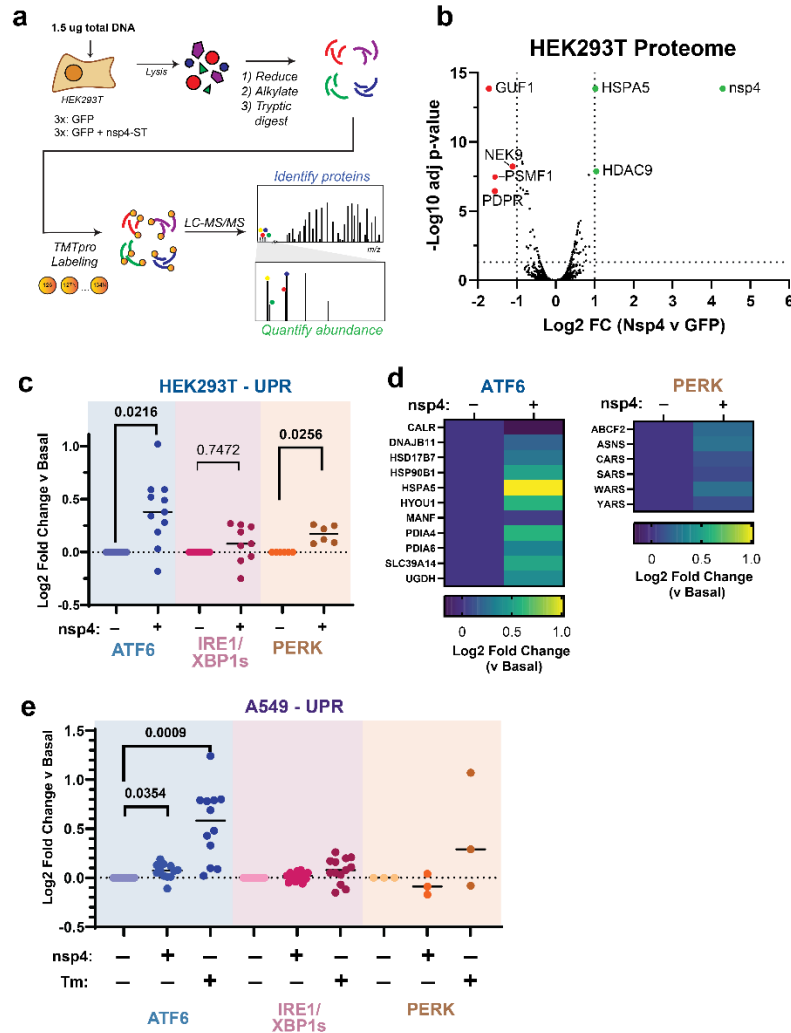 a
1.5 ug total DNA
HEK293T
3x: GFP
3x: GFP + nsp4-ST
Lysis
1) Reduce
2) Alkylate
3) Tryptic
digest
TMTpro
Labeling
126 127N ... 134N
LC-MS/MS
Identify proteins
m/z
Quantify abundance
b
HEK293T Proteome
-Log10 adj p-value
15
12.5
10
7.5
5
2.5
0
GUF1
HSPA5
nsp4
NEK9
PSMF1
PDPR
HDAC9
-2 -1 0 1 2 3 4 5 6
Log2 FC (Nsp4 v GFP)
c
HEK293T - UPR
Log2 Fold Change v Basal
1.0
0.5
0.0
-0.5
0.0216
0.7472
0.0256
nsp4: – + – + – +
ATF6
IRE1/
XBP1s
PERK
d
ATF6
nsp4: – +
CALR
DNAJB11
HSD17B7
HSP90B1
HSPA5
HYOU1
MANF
PDIA4
PDIA6
SLC39A14
UGDH
0 0.5 1.0
Log2 Fold Change
(v Basal)
PERK
nsp4: – +
ABCF2
ASNS
CARS
SARS
WARS
YARS
0 0.5 1.0
Log2 Fold Change
(v Basal)
e
A549 - UPR
Log2 Fold Change v Basal
1.5
1.0
0.5
0.0
-0.5
0.0009
0.0354
nsp4: – + – – + – – + –
Tm: – – + – – + – – +
ATF6
IRE1/
XBP1s
PERK